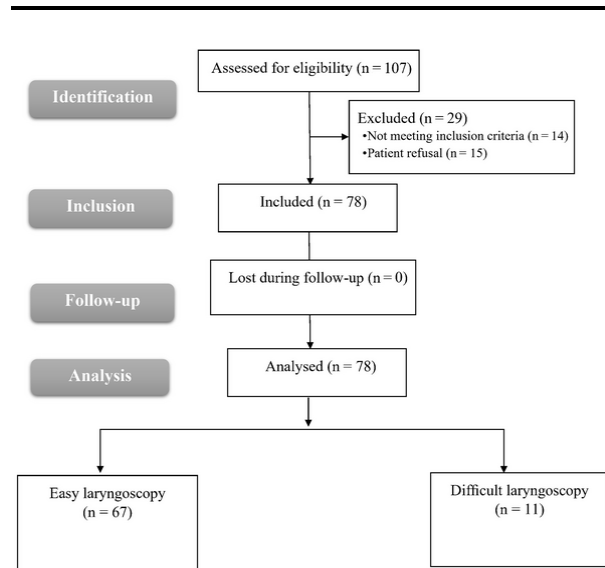 Assessed for eligibility (n = 107)
Identification
Excluded (n = 29)
•Not meeting inclusion criteria (n = 14)
•Patient refusal (n = 15)
Inclusion
Included (n = 78)
Lost during follow-up (n = 0)
Follow-up
Analysed (n = 78)
Analysis
Easy laryngoscopy
(n = 67)
Difficult laryngoscopy
(n = 11)